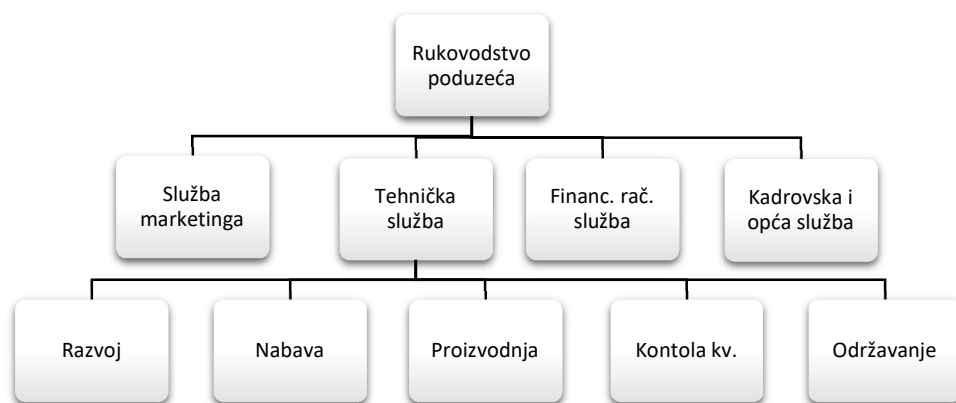 Rukovodstvo
poduzeća
Služba
marketinga
Tehnička
služba
Financ. rač.
služba
Kadrovska i
opća služba
Razvoj
Nabava
Proizvodnja
Kontola kv.
Održavanje